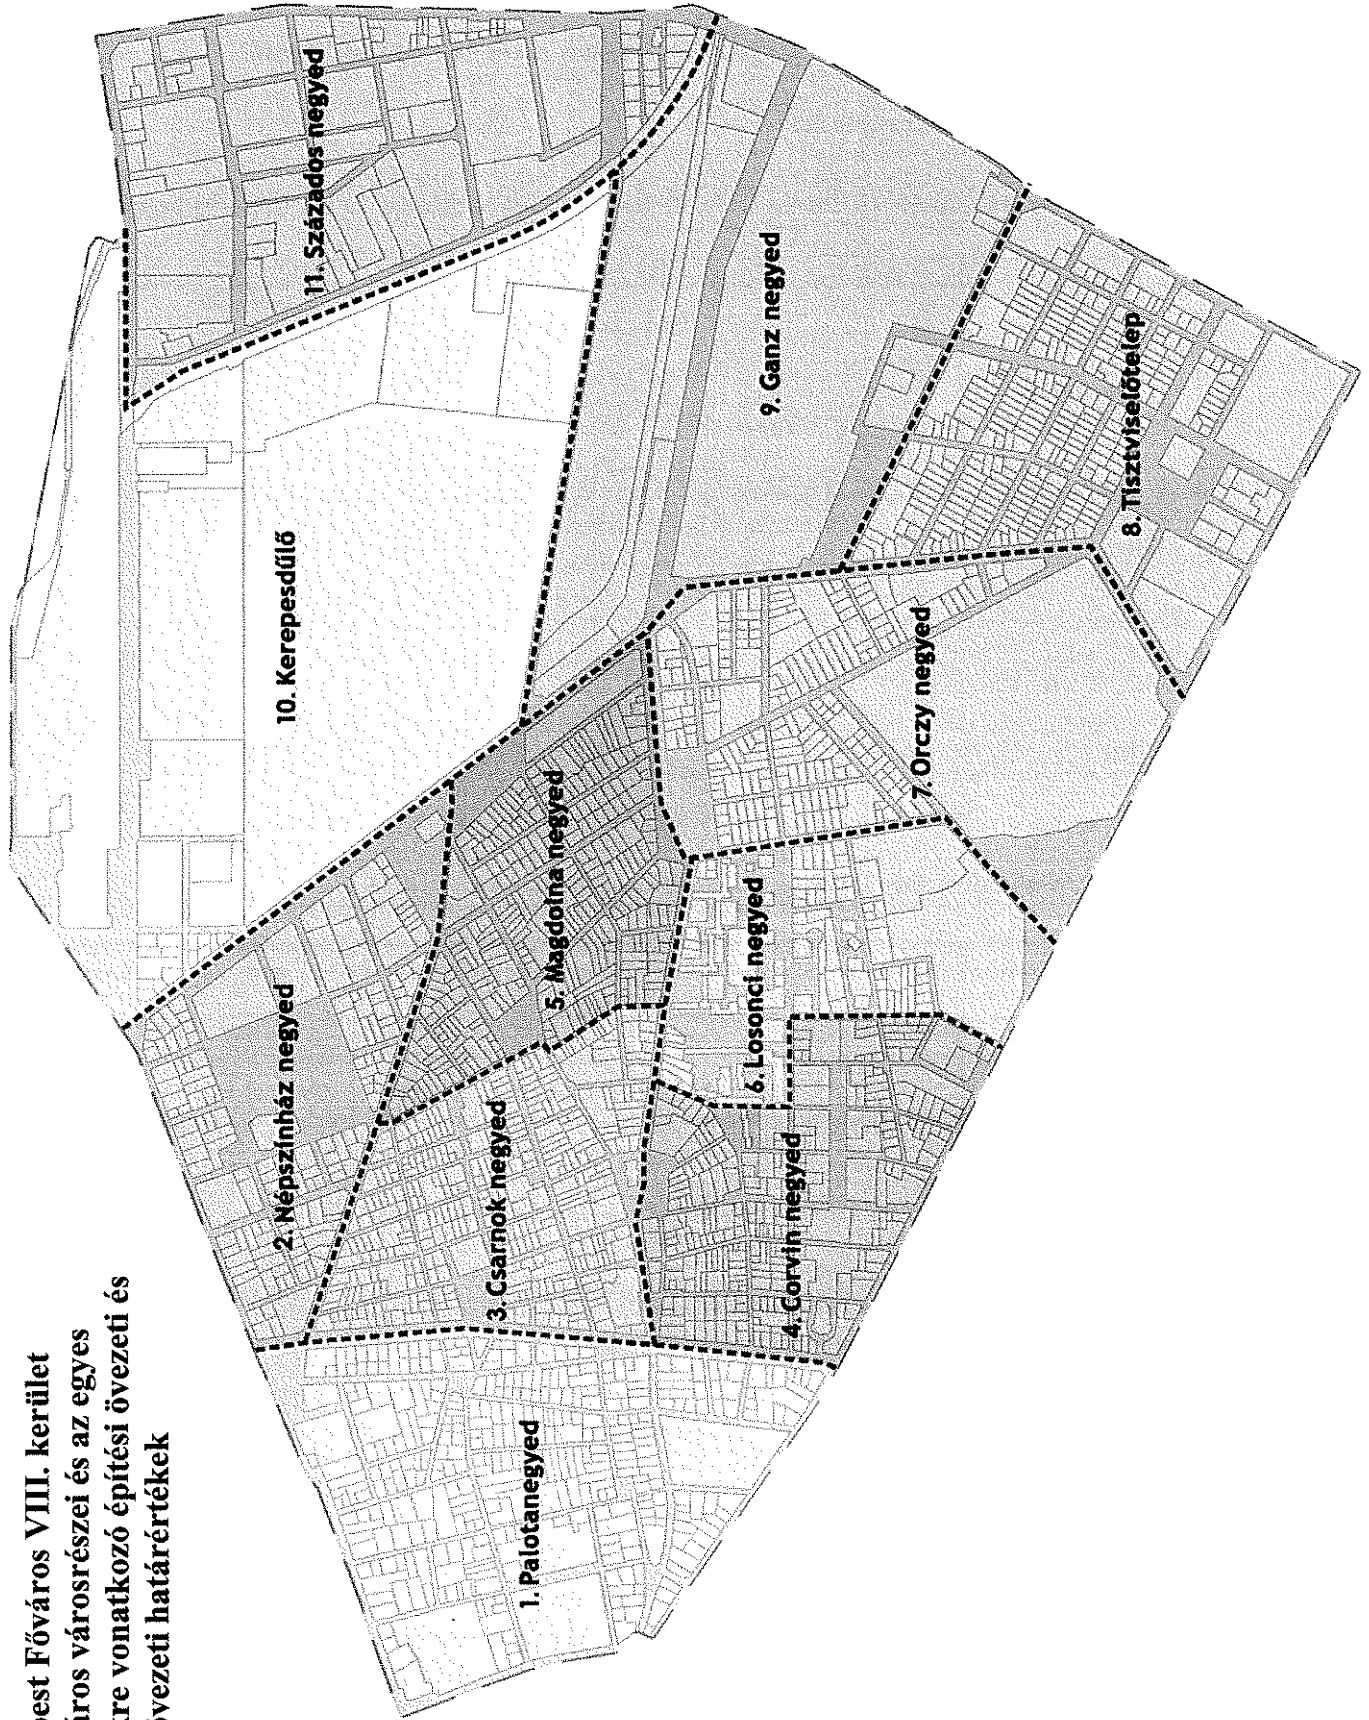 est Főváros VIII. kerület
áros városrészei és az egyes
re vonatkozó építési övezeti és
övezeti határértékek
1. Palotanegyed
2. Népszínház negyed
3. Csarnok negyed
4. Corvin negyed
5. Magdolna negyed
6. Losonci negyed
7. Orczy negyed
8. Tisztviselőtelep
9. Ganz negyed
10. Kerepesdűlő
11. Százados negyed